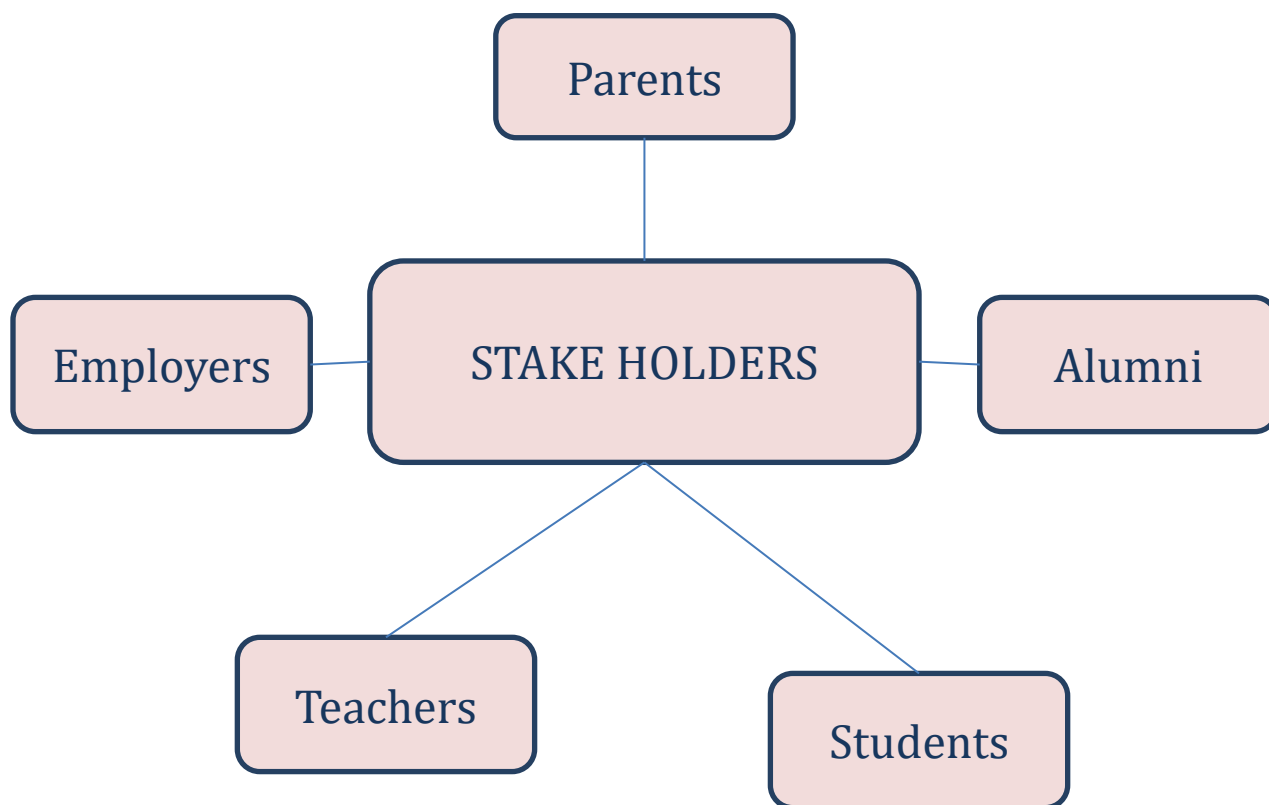 Parents
Employers
STAKE HOLDERS
Alumni
Teachers
Students